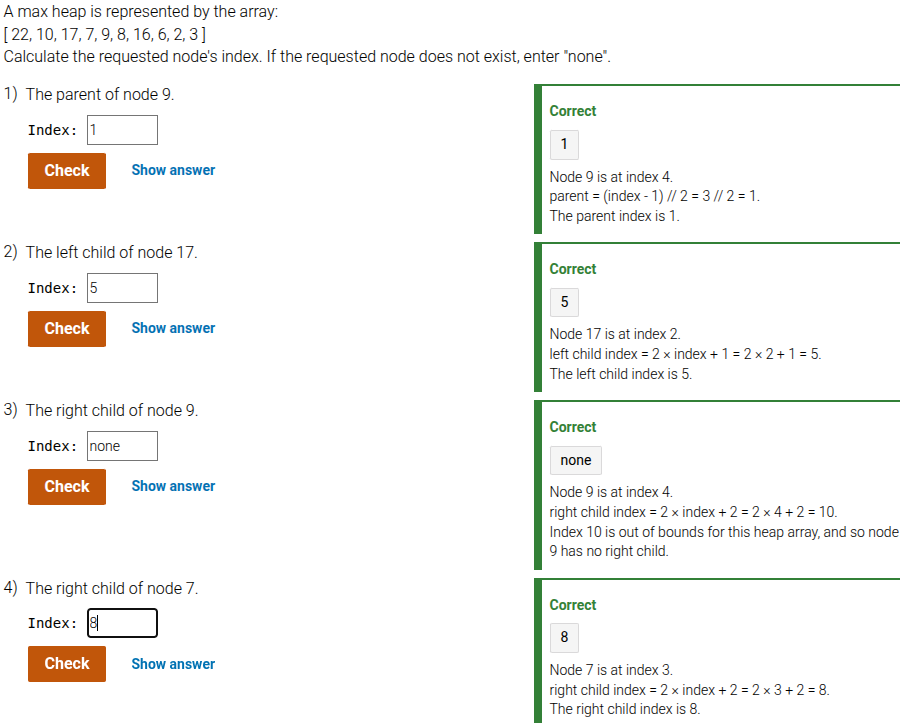 A max heap is represented by the array:
[ 22, 10, 17, 7, 9, 8, 16, 6, 2, 3 ]
Calculate the requested node's index. If the requested node does not exist, enter "none".
1) The parent of node 9.
Index: 1
Check Show answer
Correct
1
Node 9 is at index 4.
parent = (index - 1) // 2 = 3 // 2 = 1.
The parent index is 1.
2) The left child of node 17.
Index: 5
Check Show answer
Correct
5
Node 17 is at index 2.
left child index = 2 × index + 1 = 2 × 2 + 1 = 5.
The left child index is 5.
3) The right child of node 9.
Index: none
Check Show answer
Correct
none
Node 9 is at index 4.
right child index = 2 × index + 2 = 2 × 4 + 2 = 10.
Index 10 is out of bounds for this heap array, and so node
9 has no right child.
4) The right child of node 7.
Index: 8
Check Show answer
Correct
8
Node 7 is at index 3.
right child index = 2 × index + 2 = 2 × 3 + 2 = 8.
The right child index is 8.